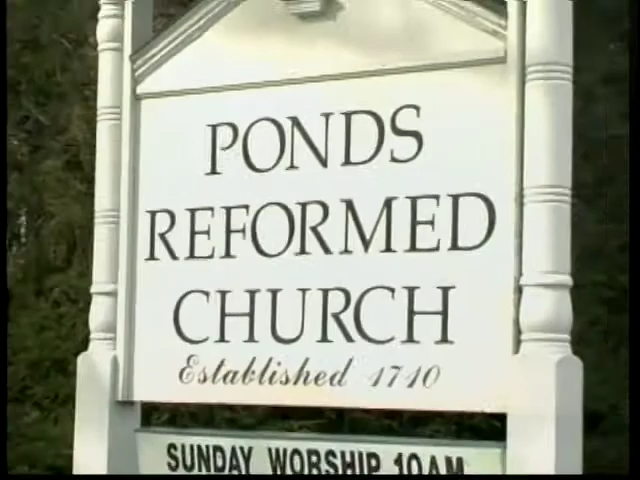 PONDS
REFORMED
CHURCH
Established 1710
SUNDAY WORSHIP 10AM